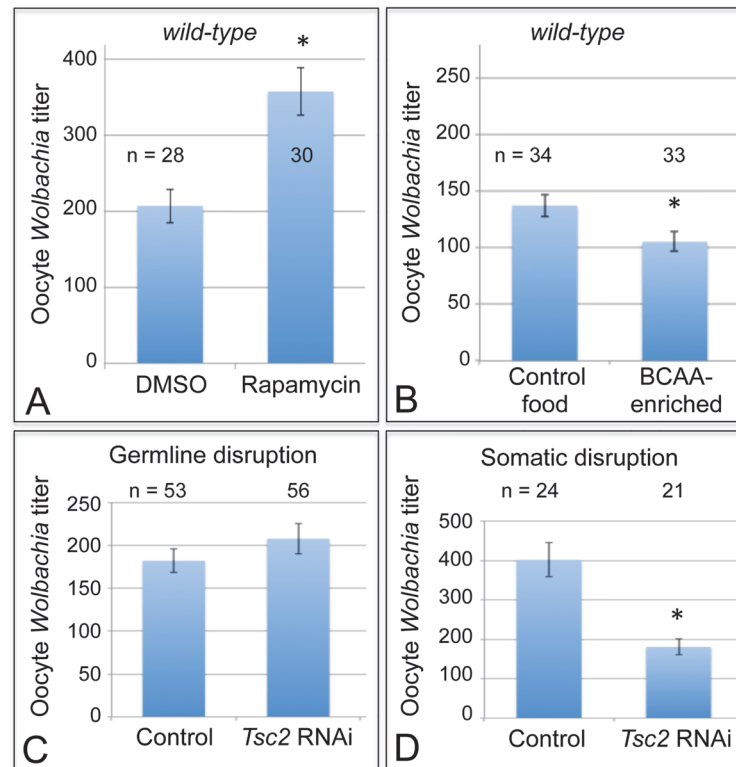 wild-type
*
Oocyte Wolbachia titer
400
300
200
100
0
n = 28
30
DMSO
Rapamycin
A
wild-type
Oocyte Wolbachia titer
250
200
150
100
50
0
n = 34
33
*
Control
food
BCAA-
enriched
B
Germline disruption
n = 53
56
Oocyte Wolbachia titer
250
200
150
100
50
0
Control
Tsc2 RNAi
C
Somatic disruption
n = 24
21
Oocyte Wolbachia titer
500
400
300
200
100
0
*
Control
Tsc2 RNAi
D